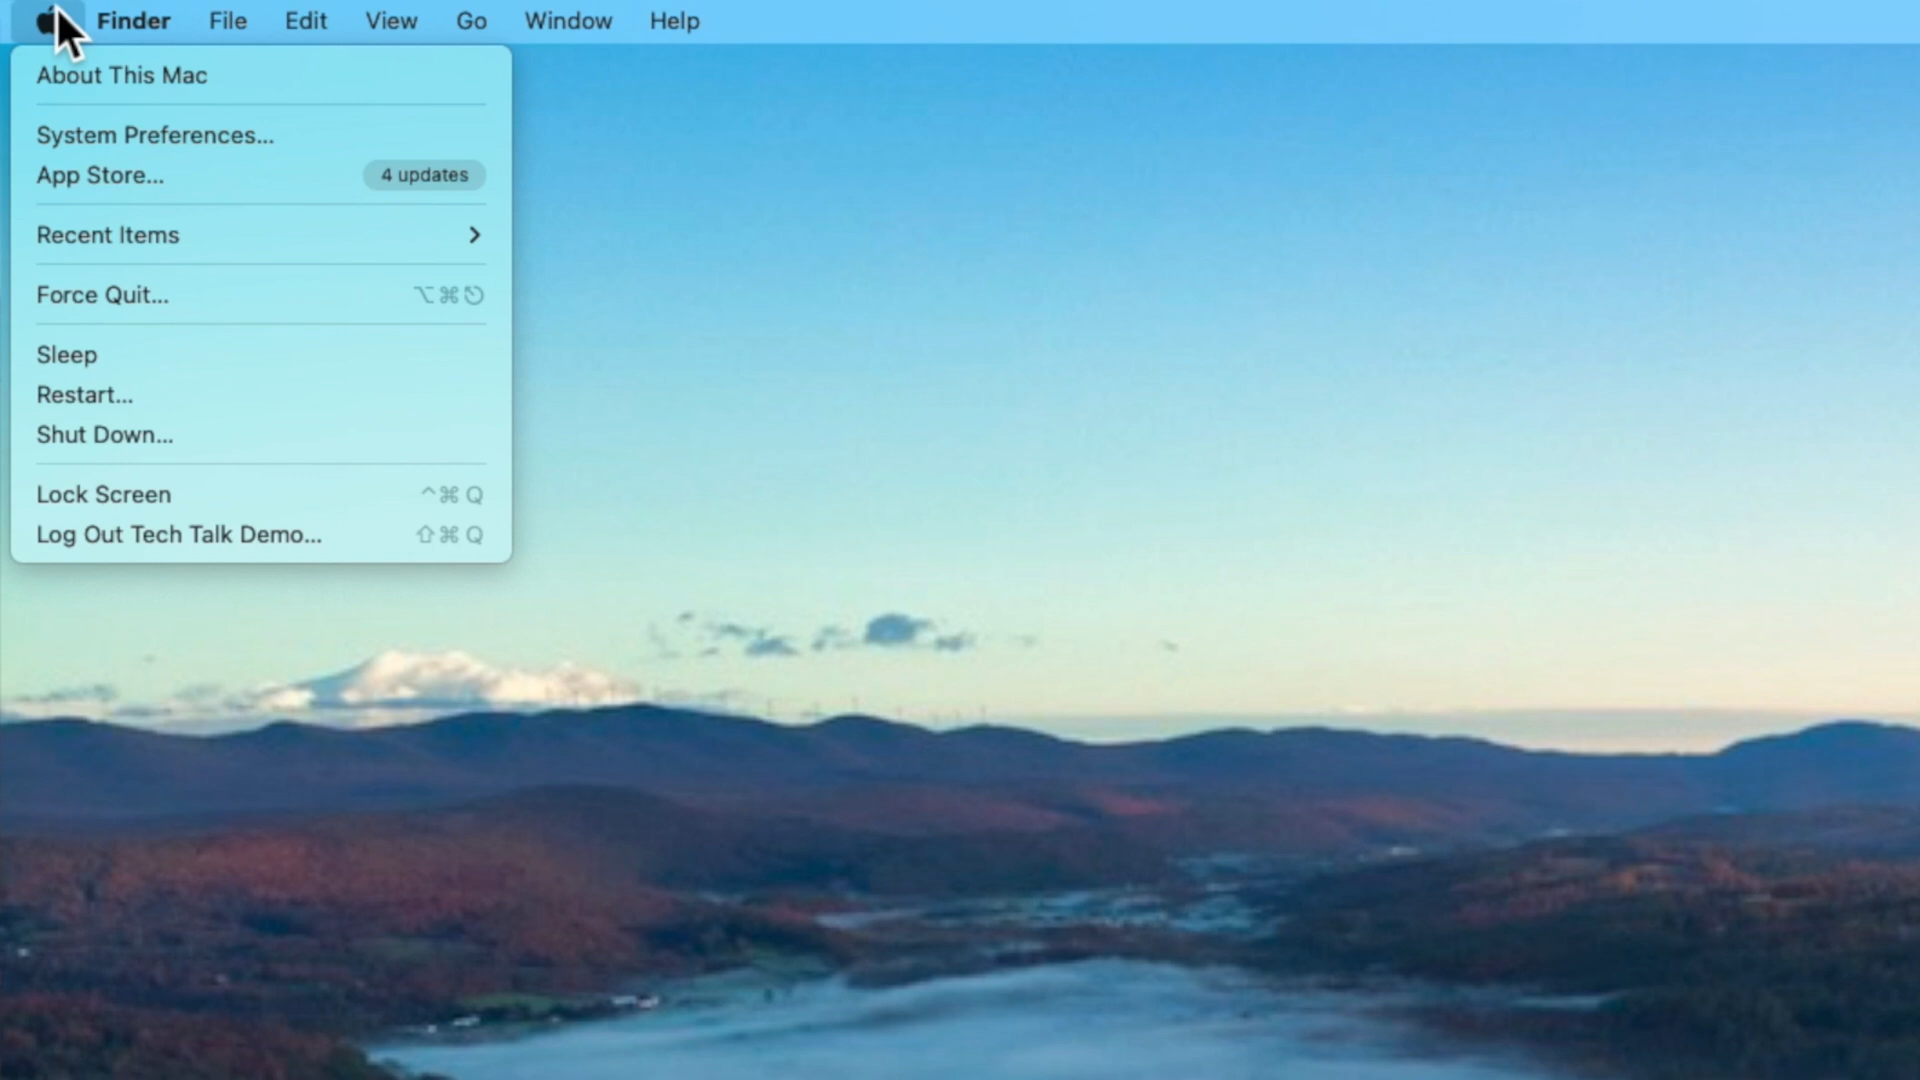 Finder File Edit View Go Window Help
About This Mac
System Preferences...
App Store... 4 updates
Recent Items
Force Quit... ⌥⌘⎋
Sleep
Restart...
Shut Down...
Lock Screen ^⌘Q
Log Out Tech Talk Demo... ⇧⌘Q